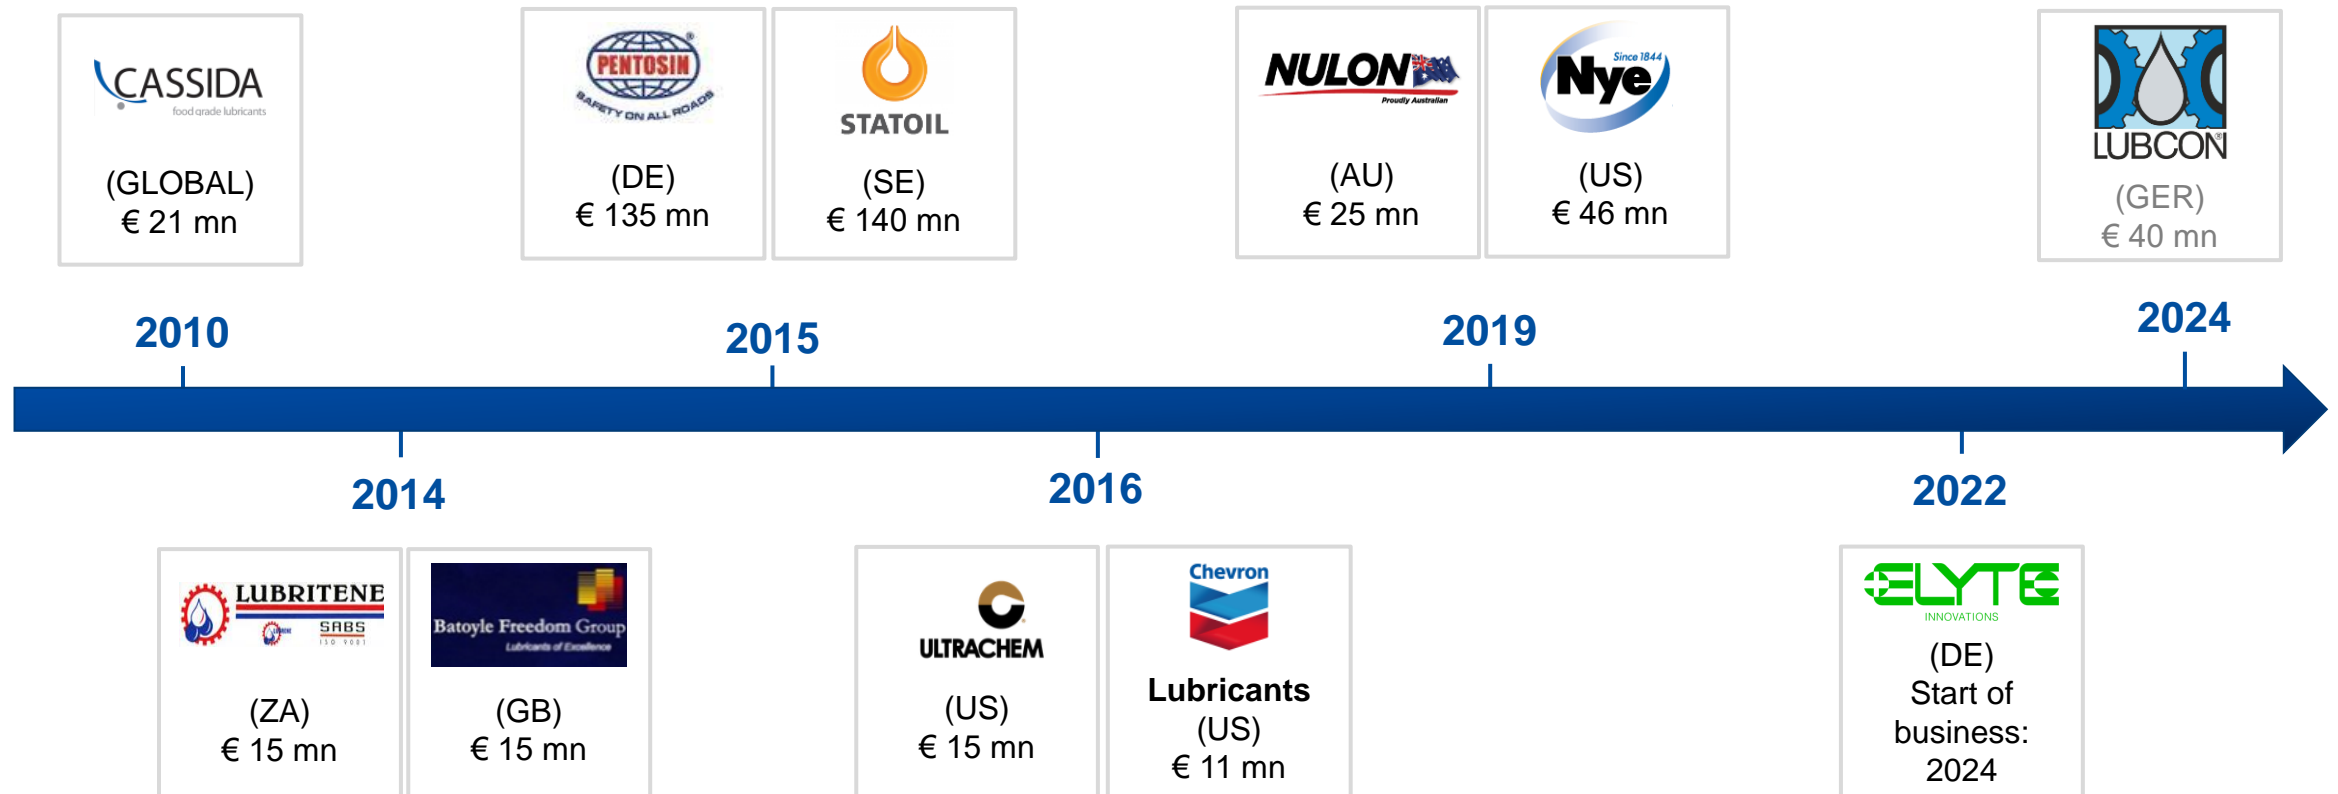 CASSIDA
food grade lubricants
(GLOBAL)
€ 21 mn
PENTOSIN
®
SAFETY ON ALL ROADS
(DE)
€ 135 mn
STATOIL
(SE)
€ 140 mn
NULON
Proudly Australian
(AU)
€ 25 mn
Since 1844
Nye
(US)
€ 46 mn
LUBCON®
(GER)
€ 40 mn
2010
2015
2019
2024
2014
2016
2022
LUBRITENE
SABS
ISO 9001
(ZA)
€ 15 mn
Batoyle Freedom Group
Lubricants of Excellence
(GB)
€ 15 mn
ULTRACHEM
(US)
€ 15 mn
Chevron
Lubricants
(US)
€ 11 mn
ELYTE
INNOVATIONS
(DE)
Start of
business:
2024